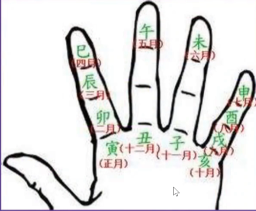 午
(五月)
未
(六月)
巳
(四月)
辰
(三月)
申
(七月)
卯
(二月)
酉
(八月)
戌
(九月)
寅
(正月)
丑
(十二月)
子
(十一月)
亥
(十月)